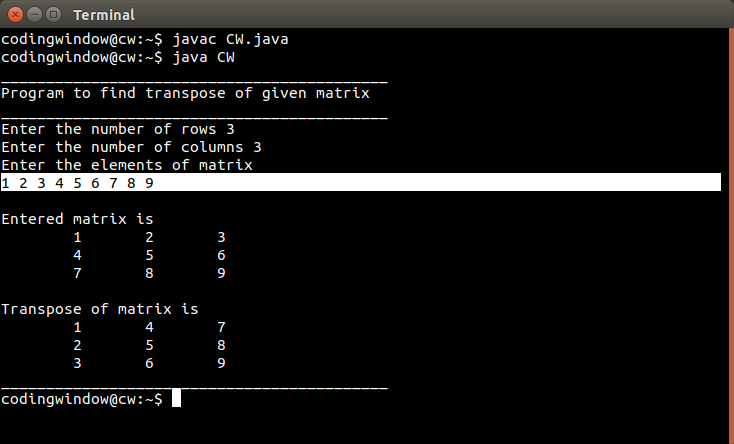 Terminal
codingwindow@cw:~$ javac CW.java
codingwindow@cw:~$ java CW
___________________________________________
Program to find transpose of given matrix
___________________________________________
Enter the number of rows 3
Enter the number of columns 3
Enter the elements of matrix
1 2 3 4 5 6 7 8 9
Entered matrix is
1 2 3
4 5 6
7 8 9
Transpose of matrix is
1 4 7
2 5 8
3 6 9
___________________________________________
codingwindow@cw:~$